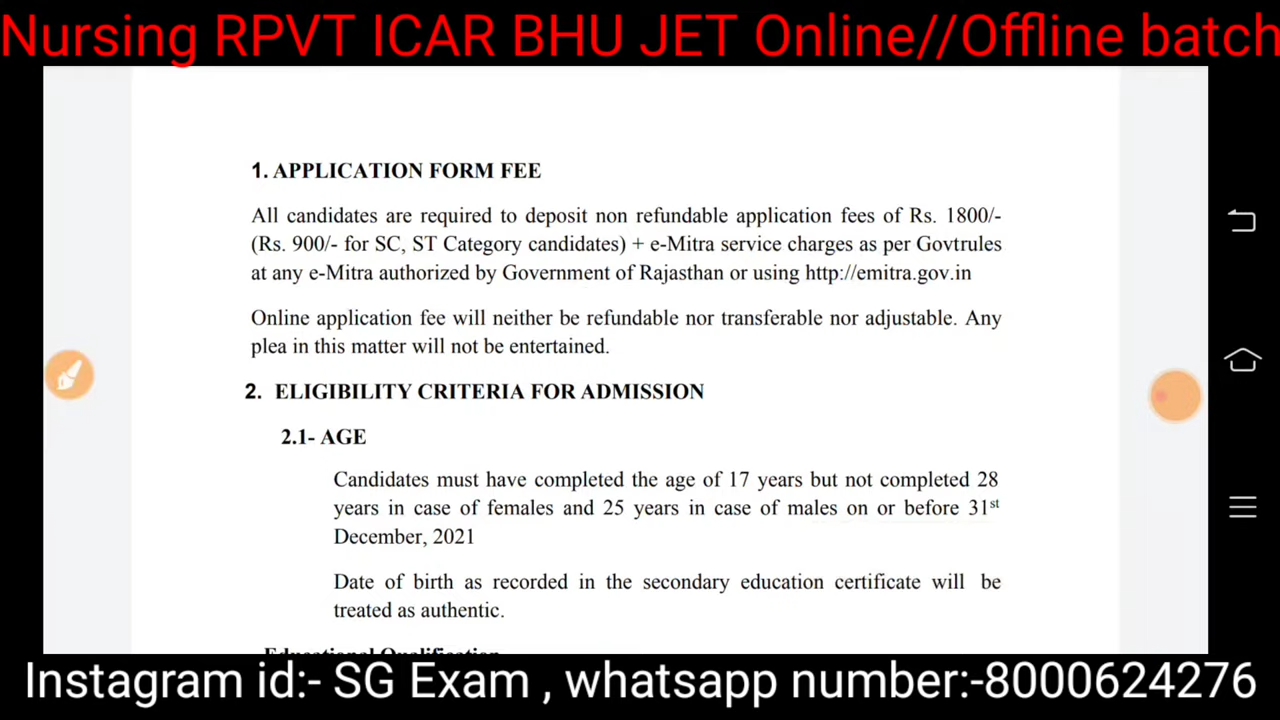 Nursing RPVT ICAR BHU JET Online//Offline batch
1. APPLICATION FORM FEE
All candidates are required to deposit non refundable application fees of Rs. 1800/-
(Rs. 900/- for SC, ST Category candidates) + e-Mitra service charges as per Govtrules
at any e-Mitra authorized by Government of Rajasthan or using http://emitra.gov.in
Online application fee will neither be refundable nor transferable nor adjustable. Any
plea in this matter will not be entertained.
2. ELIGIBILITY CRITERIA FOR ADMISSION
2.1- AGE
Candidates must have completed the age of 17 years but not completed 28
years in case of females and 25 years in case of males on or before 31st
December, 2021
Date of birth as recorded in the secondary education certificate will be
treated as authentic.
Educational Qualification
Instagram id:- SG Exam , whatsapp number:-8000624276